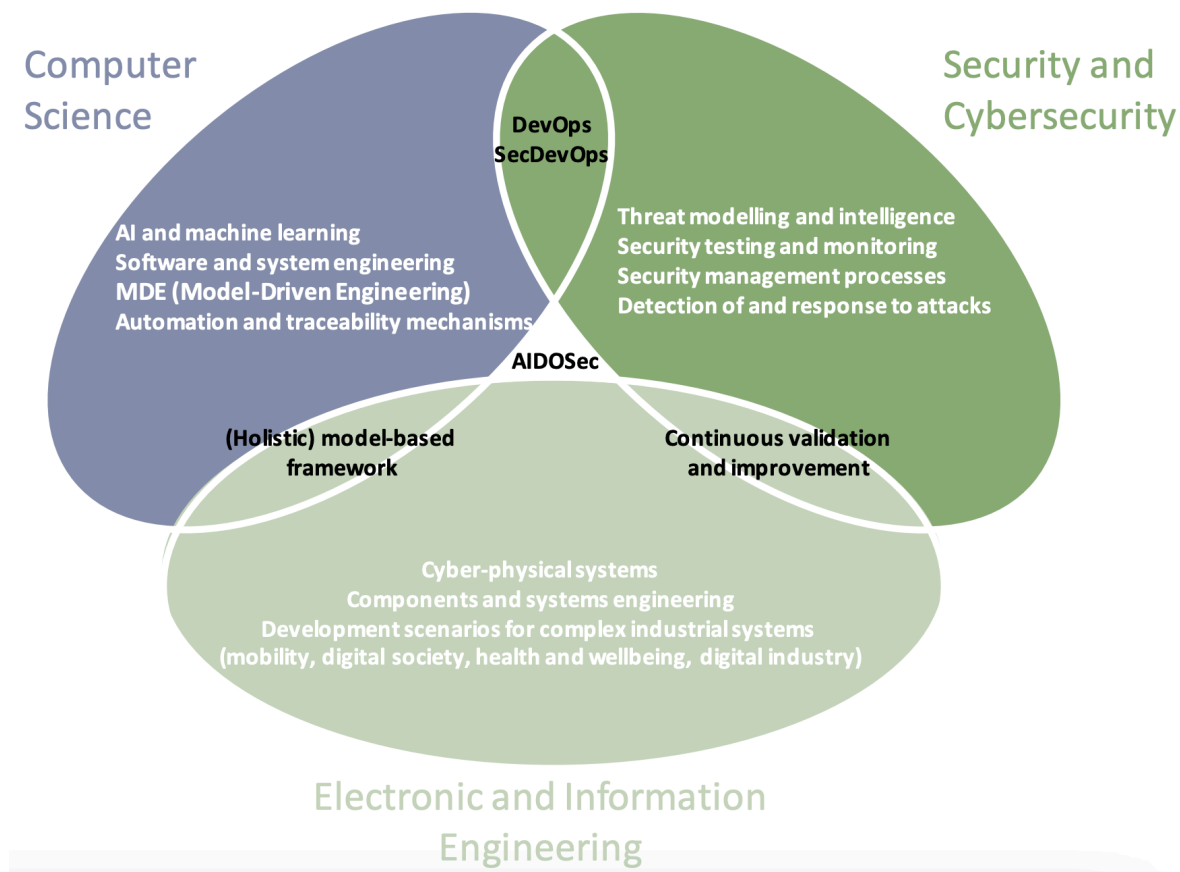 Computer
Science
Security and
Cybersecurity
DevOps
SecDevOps
AI and machine learning
Software and system engineering
MDE (Model-Driven Engineering)
Automation and traceability mechanisms
Threat modelling and intelligence
Security testing and monitoring
Security management processes
Detection of and response to attacks
AIDOSec
(Holistic) model-based
framework
Continuous validation
and improvement
Cyber-physical systems
Components and systems engineering
Development scenarios for complex industrial systems
(mobility, digital society, health and wellbeing, digital industry)
Electronic and Information
Engineering